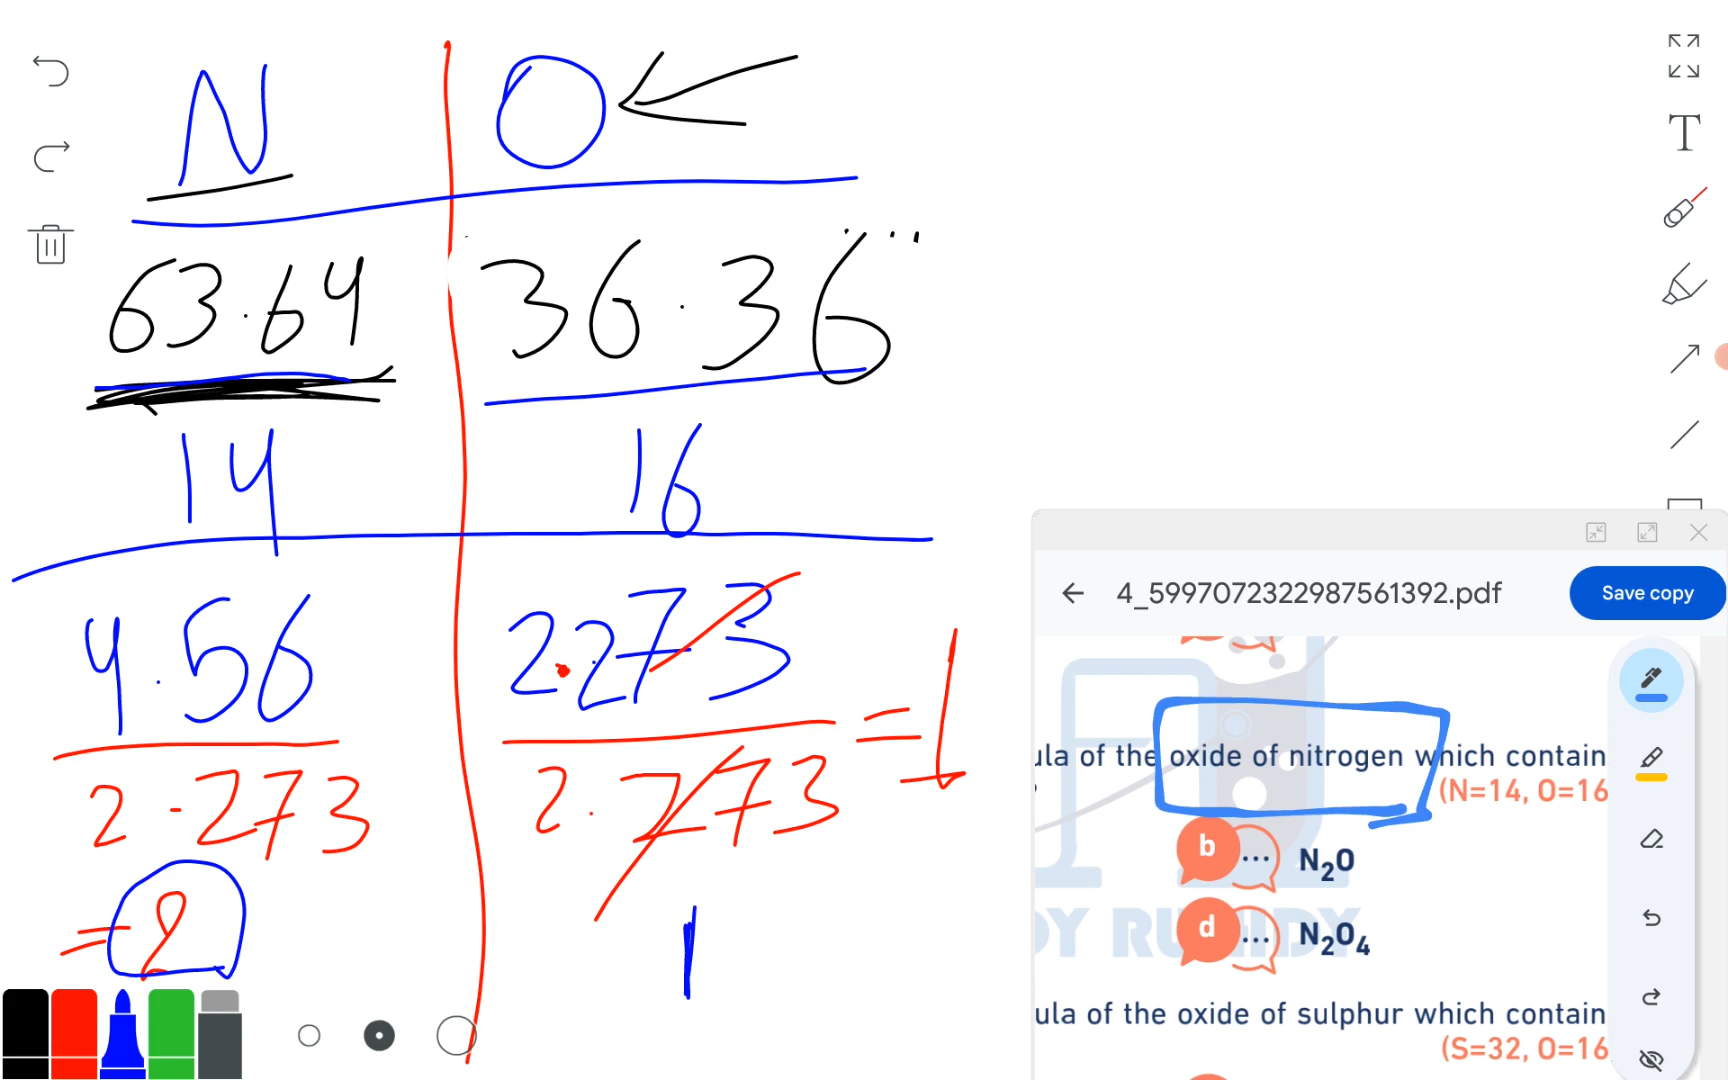 N O
63.64 36.36...
14 16
4.56 2.273
2.273 2.273 = 1
= 2 1
T
4_5997072322987561392.pdf Save copy
ula of the oxide of nitrogen which contain
(N=14, O=16
b ... N₂O
d ... N₂O₄
ula of the oxide of sulphur which contain
(S=32, O=16